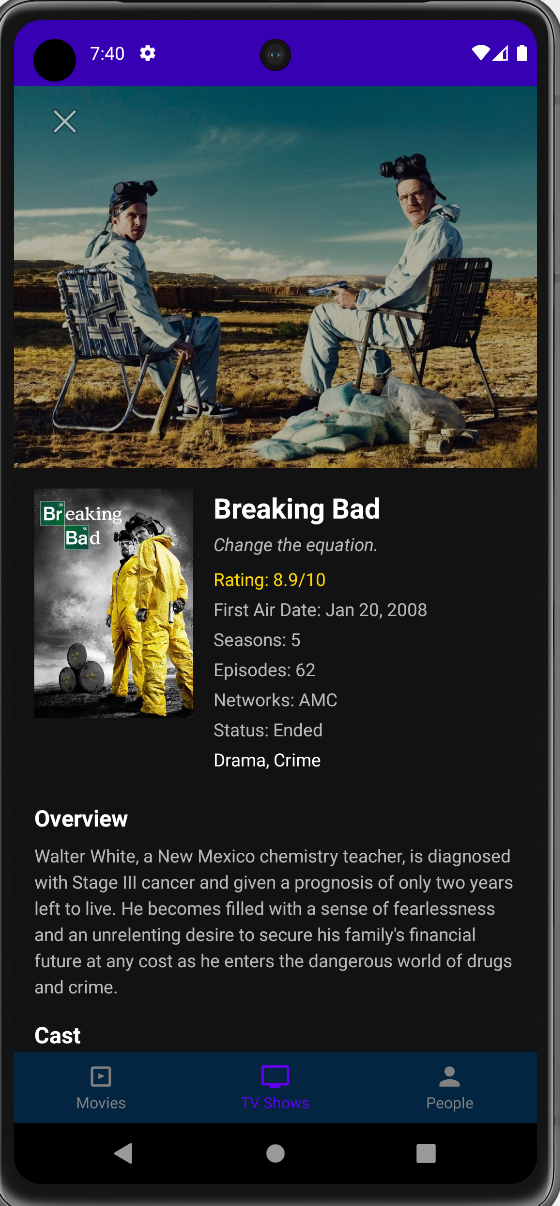 7:40
Breaking
Bad
Breaking Bad
Change the equation.
Rating: 8.9/10
First Air Date: Jan 20, 2008
Seasons: 5
Episodes: 62
Networks: AMC
Status: Ended
Drama, Crime
Overview
Walter White, a New Mexico chemistry teacher, is diagnosed
with Stage III cancer and given a prognosis of only two years
left to live. He becomes filled with a sense of fearlessness
and an unrelenting desire to secure his family's financial
future at any cost as he enters the dangerous world of drugs
and crime.
Cast
Movies
TV Shows
People